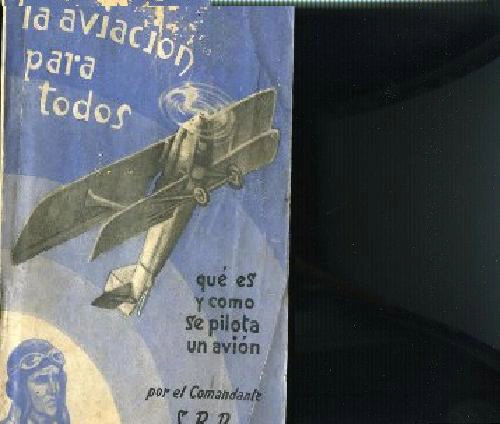 la aviación
para
todos
qué es
y como
se pilota
un avión
por el Comandante